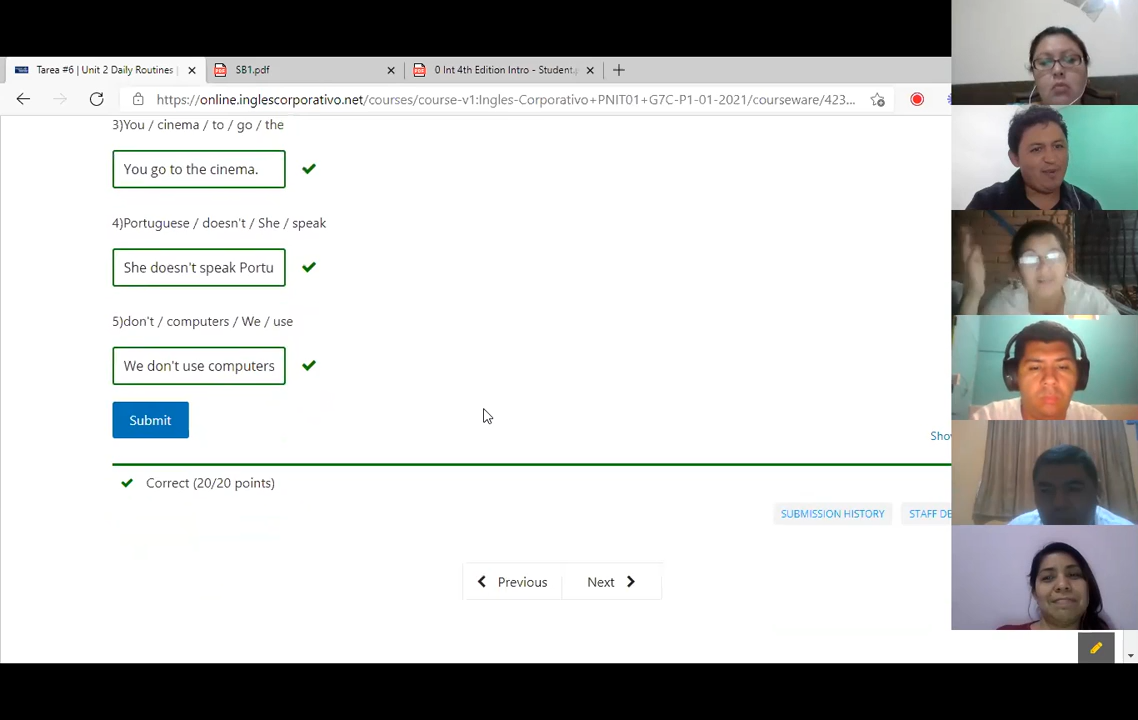 Tarea #6 | Unit 2 Daily Routines |
SB1.pdf
0 Int 4th Edition Intro - Student.
https://online.inglescorporativo.net/courses/course-v1:Ingles-Corporativo+PNIT01+G7C-P1-01-2021/courseware/423...
3)You / cinema / to / go / the
You go to the cinema.
4)Portuguese / doesn't / She / speak
She doesn't speak Portu
5)don't / computers / We / use
We don't use computers
Submit
Sho
Correct (20/20 points)
SUBMISSION HISTORY
STAFF DE
Previous
Next